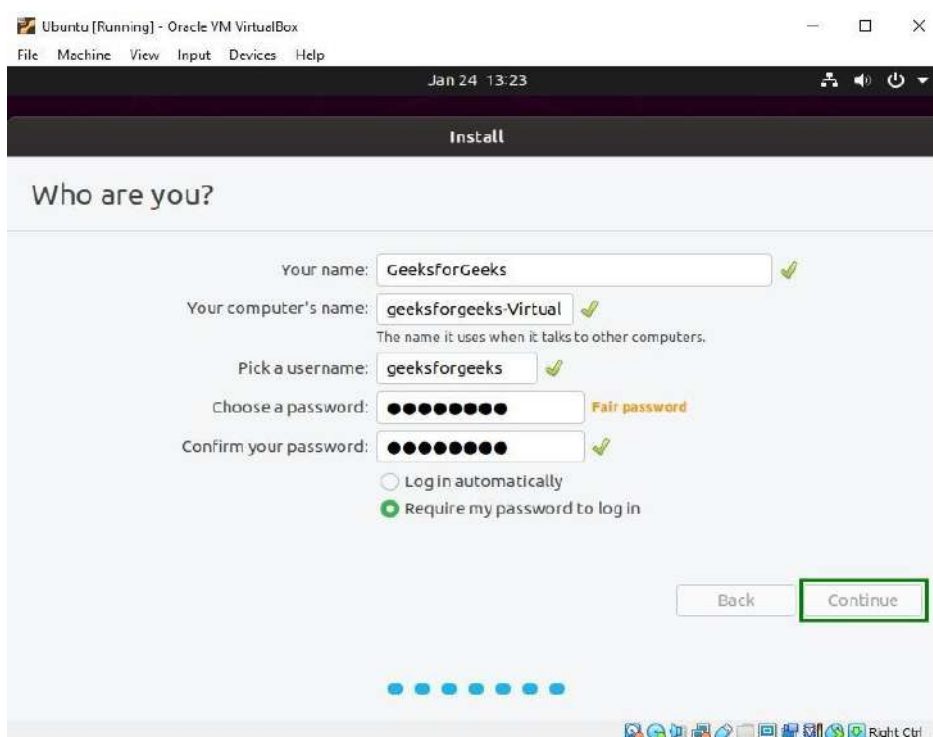 Ubuntu [Running] - Oracle VM VirtualBox
File Machine View Input Devices Help
Jan 24 13:23
Install
Who are you?
Your name: GeeksforGeeks
Your computer's name: geeksforgeeks-Virtual
The name it uses when it talks to other computers.
Pick a username: geeksforgeeks
Choose a password: ●●●●●●●● Fair password
Confirm your password: ●●●●●●●●
Log in automatically
Require my password to log in
Back Continue
Right Ctrl